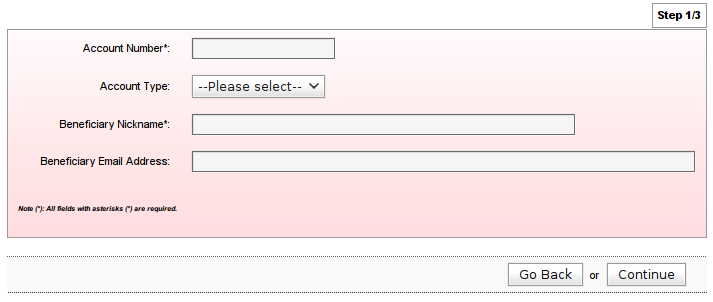 Step 1/3
Account Number*:
Account Type: --Please select--
Beneficiary Nickname*:
Beneficiary Email Address:
Note (*): All fields with asterisks (*) are required.
Go Back or Continue